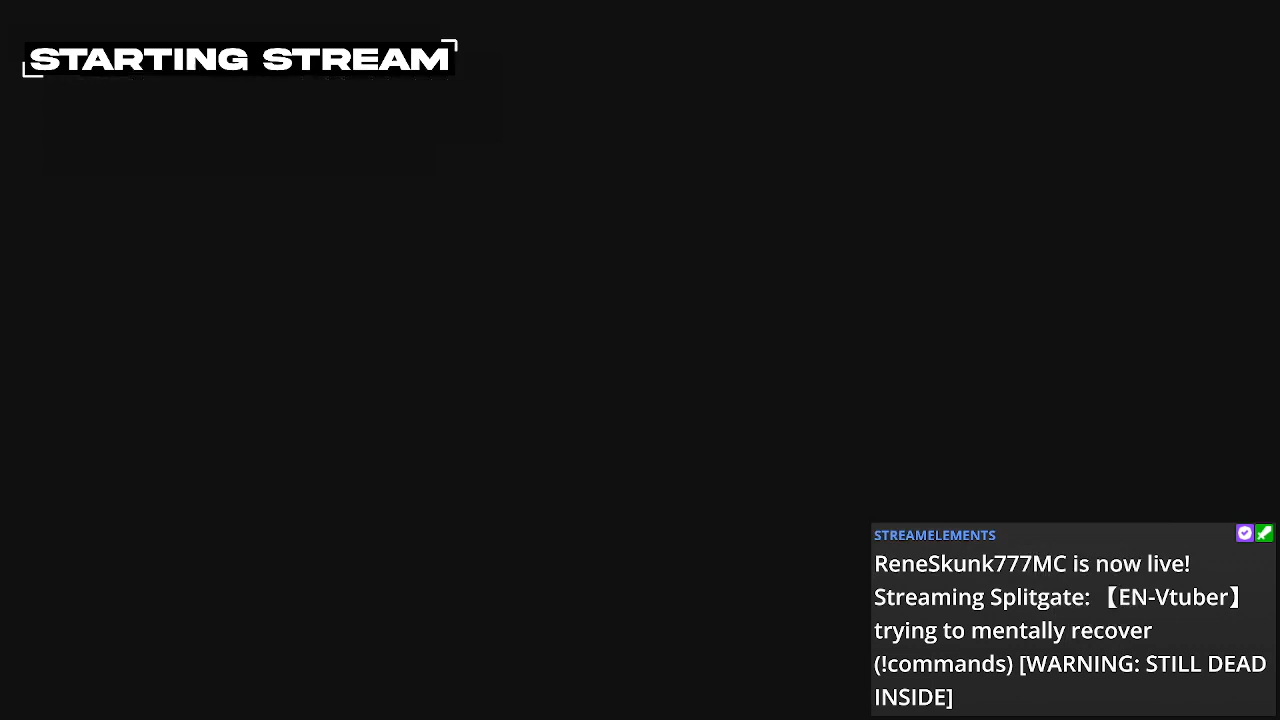 STARTING STREAM
STREAMELEMENTS
ReneSkunk777MC is now live!
Streaming Splitgate: 【EN-Vtuber】
trying to mentally recover
(!commands) [WARNING: STILL DEAD
INSIDE]